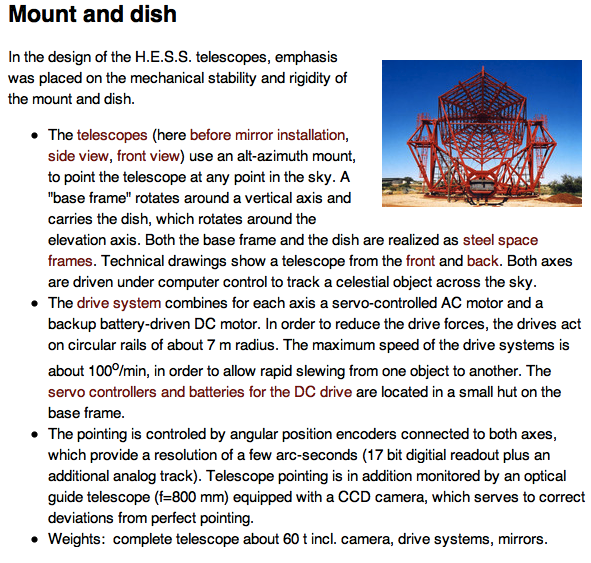 Mount and dish
In the design of the H.E.S.S. telescopes, emphasis
was placed on the mechanical stability and rigidity of
the mount and dish.
• The telescopes (here before mirror installation,
side view, front view) use an alt-azimuth mount,
to point the telescope at any point in the sky. A
"base frame" rotates around a vertical axis and
carries the dish, which rotates around the
elevation axis. Both the base frame and the dish are realized as steel space
frames. Technical drawings show a telescope from the front and back. Both axes
are driven under computer control to track a celestial object across the sky.
• The drive system combines for each axis a servo-controlled AC motor and a
backup battery-driven DC motor. In order to reduce the drive forces, the drives act
on circular rails of about 7 m radius. The maximum speed of the drive systems is
about 100º/min, in order to allow rapid slewing from one object to another. The
servo controllers and batteries for the DC drive are located in a small hut on the
base frame.
• The pointing is controled by angular position encoders connected to both axes,
which provide a resolution of a few arc-seconds (17 bit digitial readout plus an
additional analog track). Telescope pointing is in addition monitored by an optical
guide telescope (f=800 mm) equipped with a CCD camera, which serves to correct
deviations from perfect pointing.
• Weights: complete telescope about 60 t incl. camera, drive systems, mirrors.